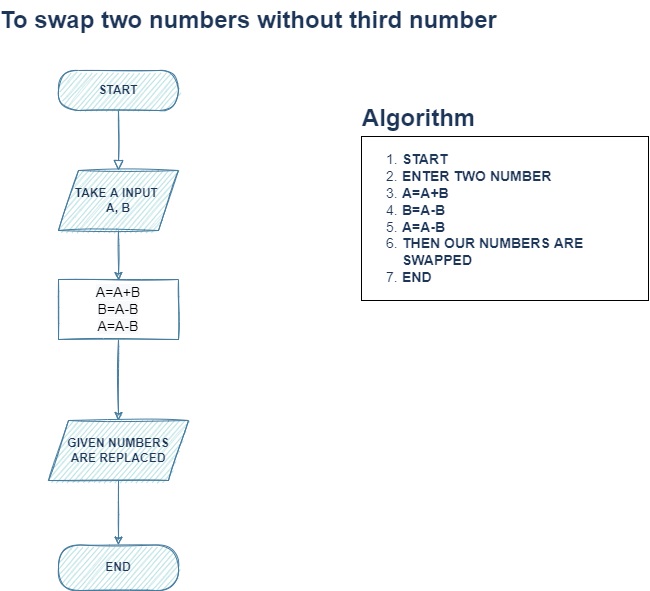 To swap two numbers without third number
START
TAKE A INPUT
A, B
A=A+B
B=A-B
A=A-B
GIVEN NUMBERS
ARE REPLACED
END
Algorithm
1. START
2. ENTER TWO NUMBER
3. A=A+B
4. B=A-B
5. A=A-B
6. THEN OUR NUMBERS ARE
SWAPPED
7. END